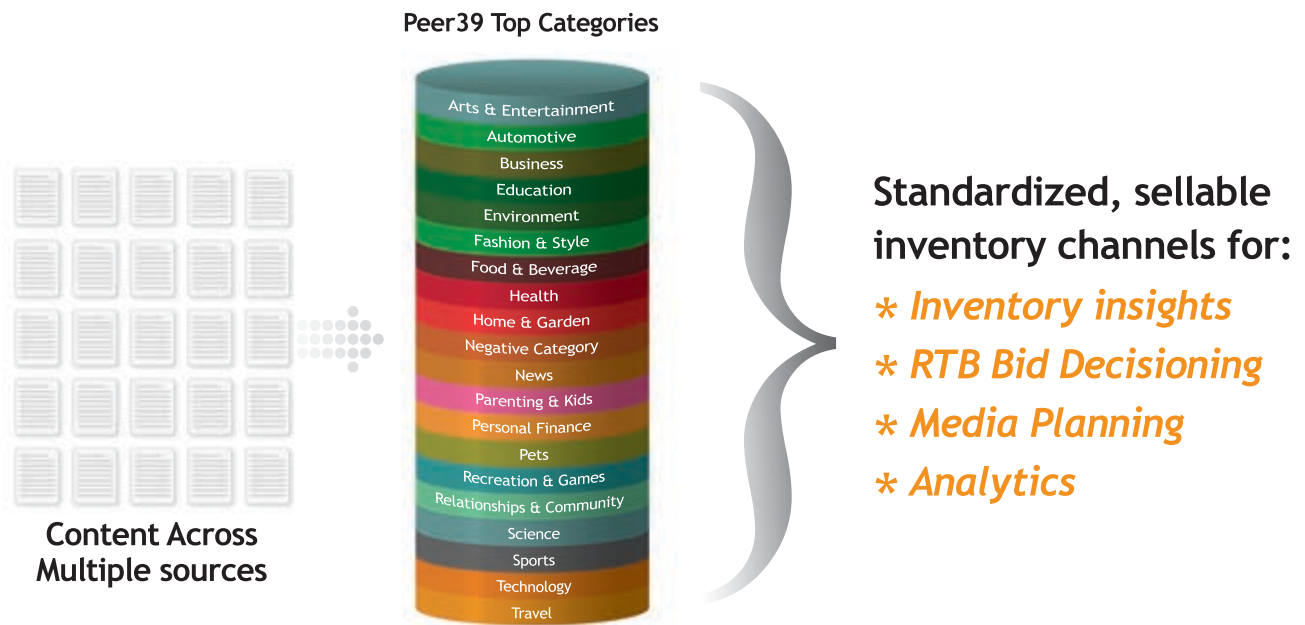 Peer39 Top Categories
Arts & Entertainment
Automotive
Business
Education
Environment
Fashion & Style
Food & Beverage
Health
Home & Garden
Negative Category
News
Parenting & Kids
Personal Finance
Pets
Recreation & Games
Relationships & Community
Science
Sports
Technology
Travel
Content Across
Multiple sources
Standardized, sellable
inventory channels for:
* Inventory insights
* RTB Bid Decisioning
* Media Planning
* Analytics